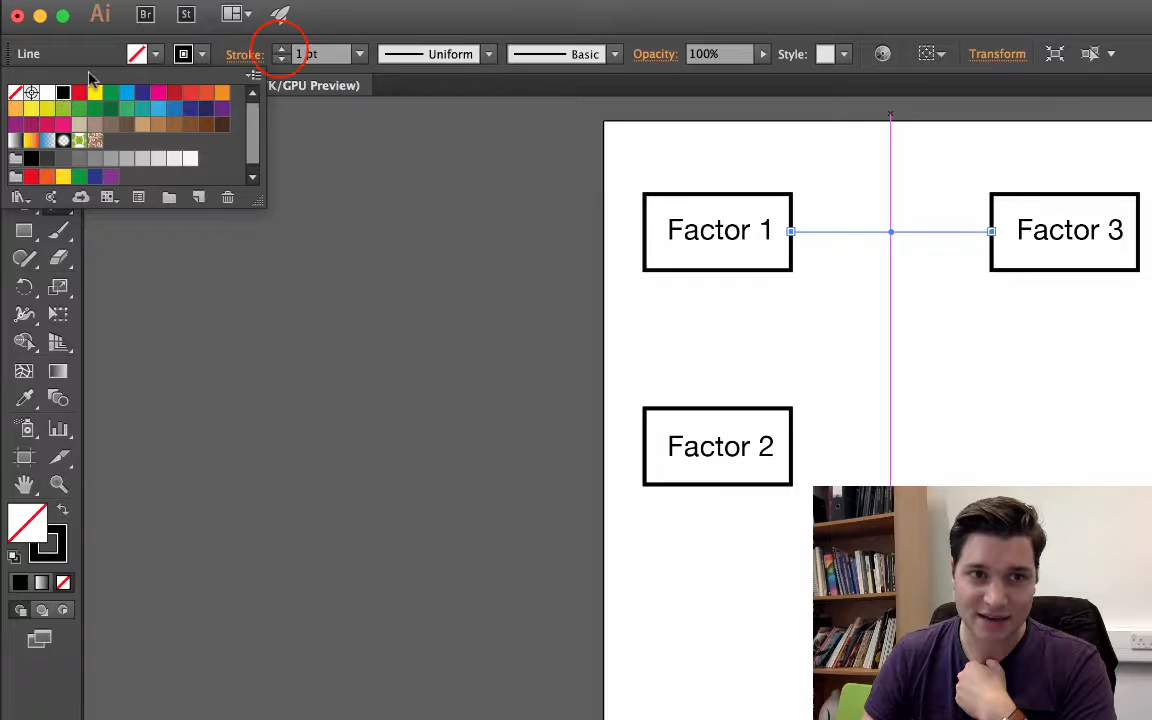 Ai Br St
Line Stroke: 1 pt Uniform Basic Opacity: 100% Style: Transform
K/GPU Preview)
Factor 1 Factor 3
Factor 2